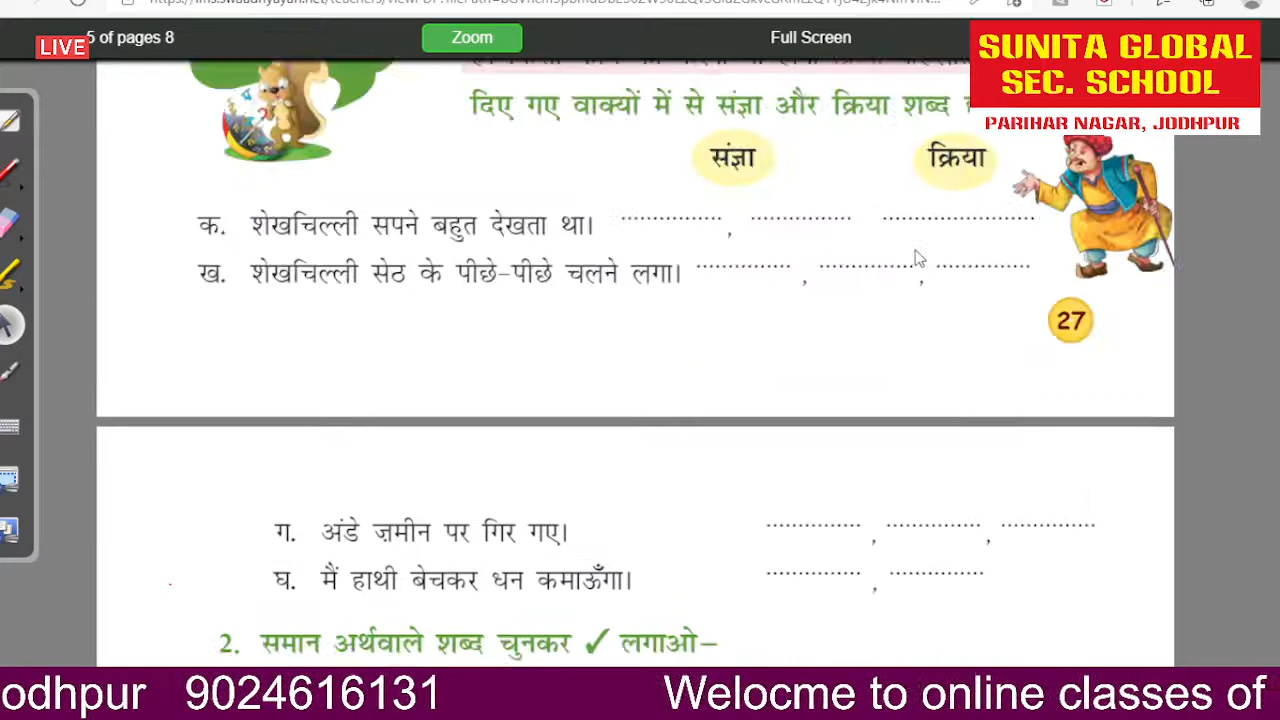 5 of pages 8
Zoom
Full Screen
LIVE
SUNITA GLOBAL
SEC. SCHOOL
PARIHAR NAGAR, JODHPUR
दिए गए वाक्यों में से संज्ञा और क्रिया शब्द
संज्ञा क्रिया
क. शेखचिल्ली सपने बहुत देखता था। ................ , ................ ........................
ख. शेखचिल्ली सेठ के पीछे-पीछे चलने लगा। ................ , ................ , ................
27
ग. अंडे ज़मीन पर गिर गए। ................ , ................ , ................
घ. मैं हाथी बेचकर धन कमाऊँगा। ................ , ................
2. समान अर्थवाले शब्द चुनकर ✓ लगाओ–
odhpur 9024616131 Welocme to online classes of